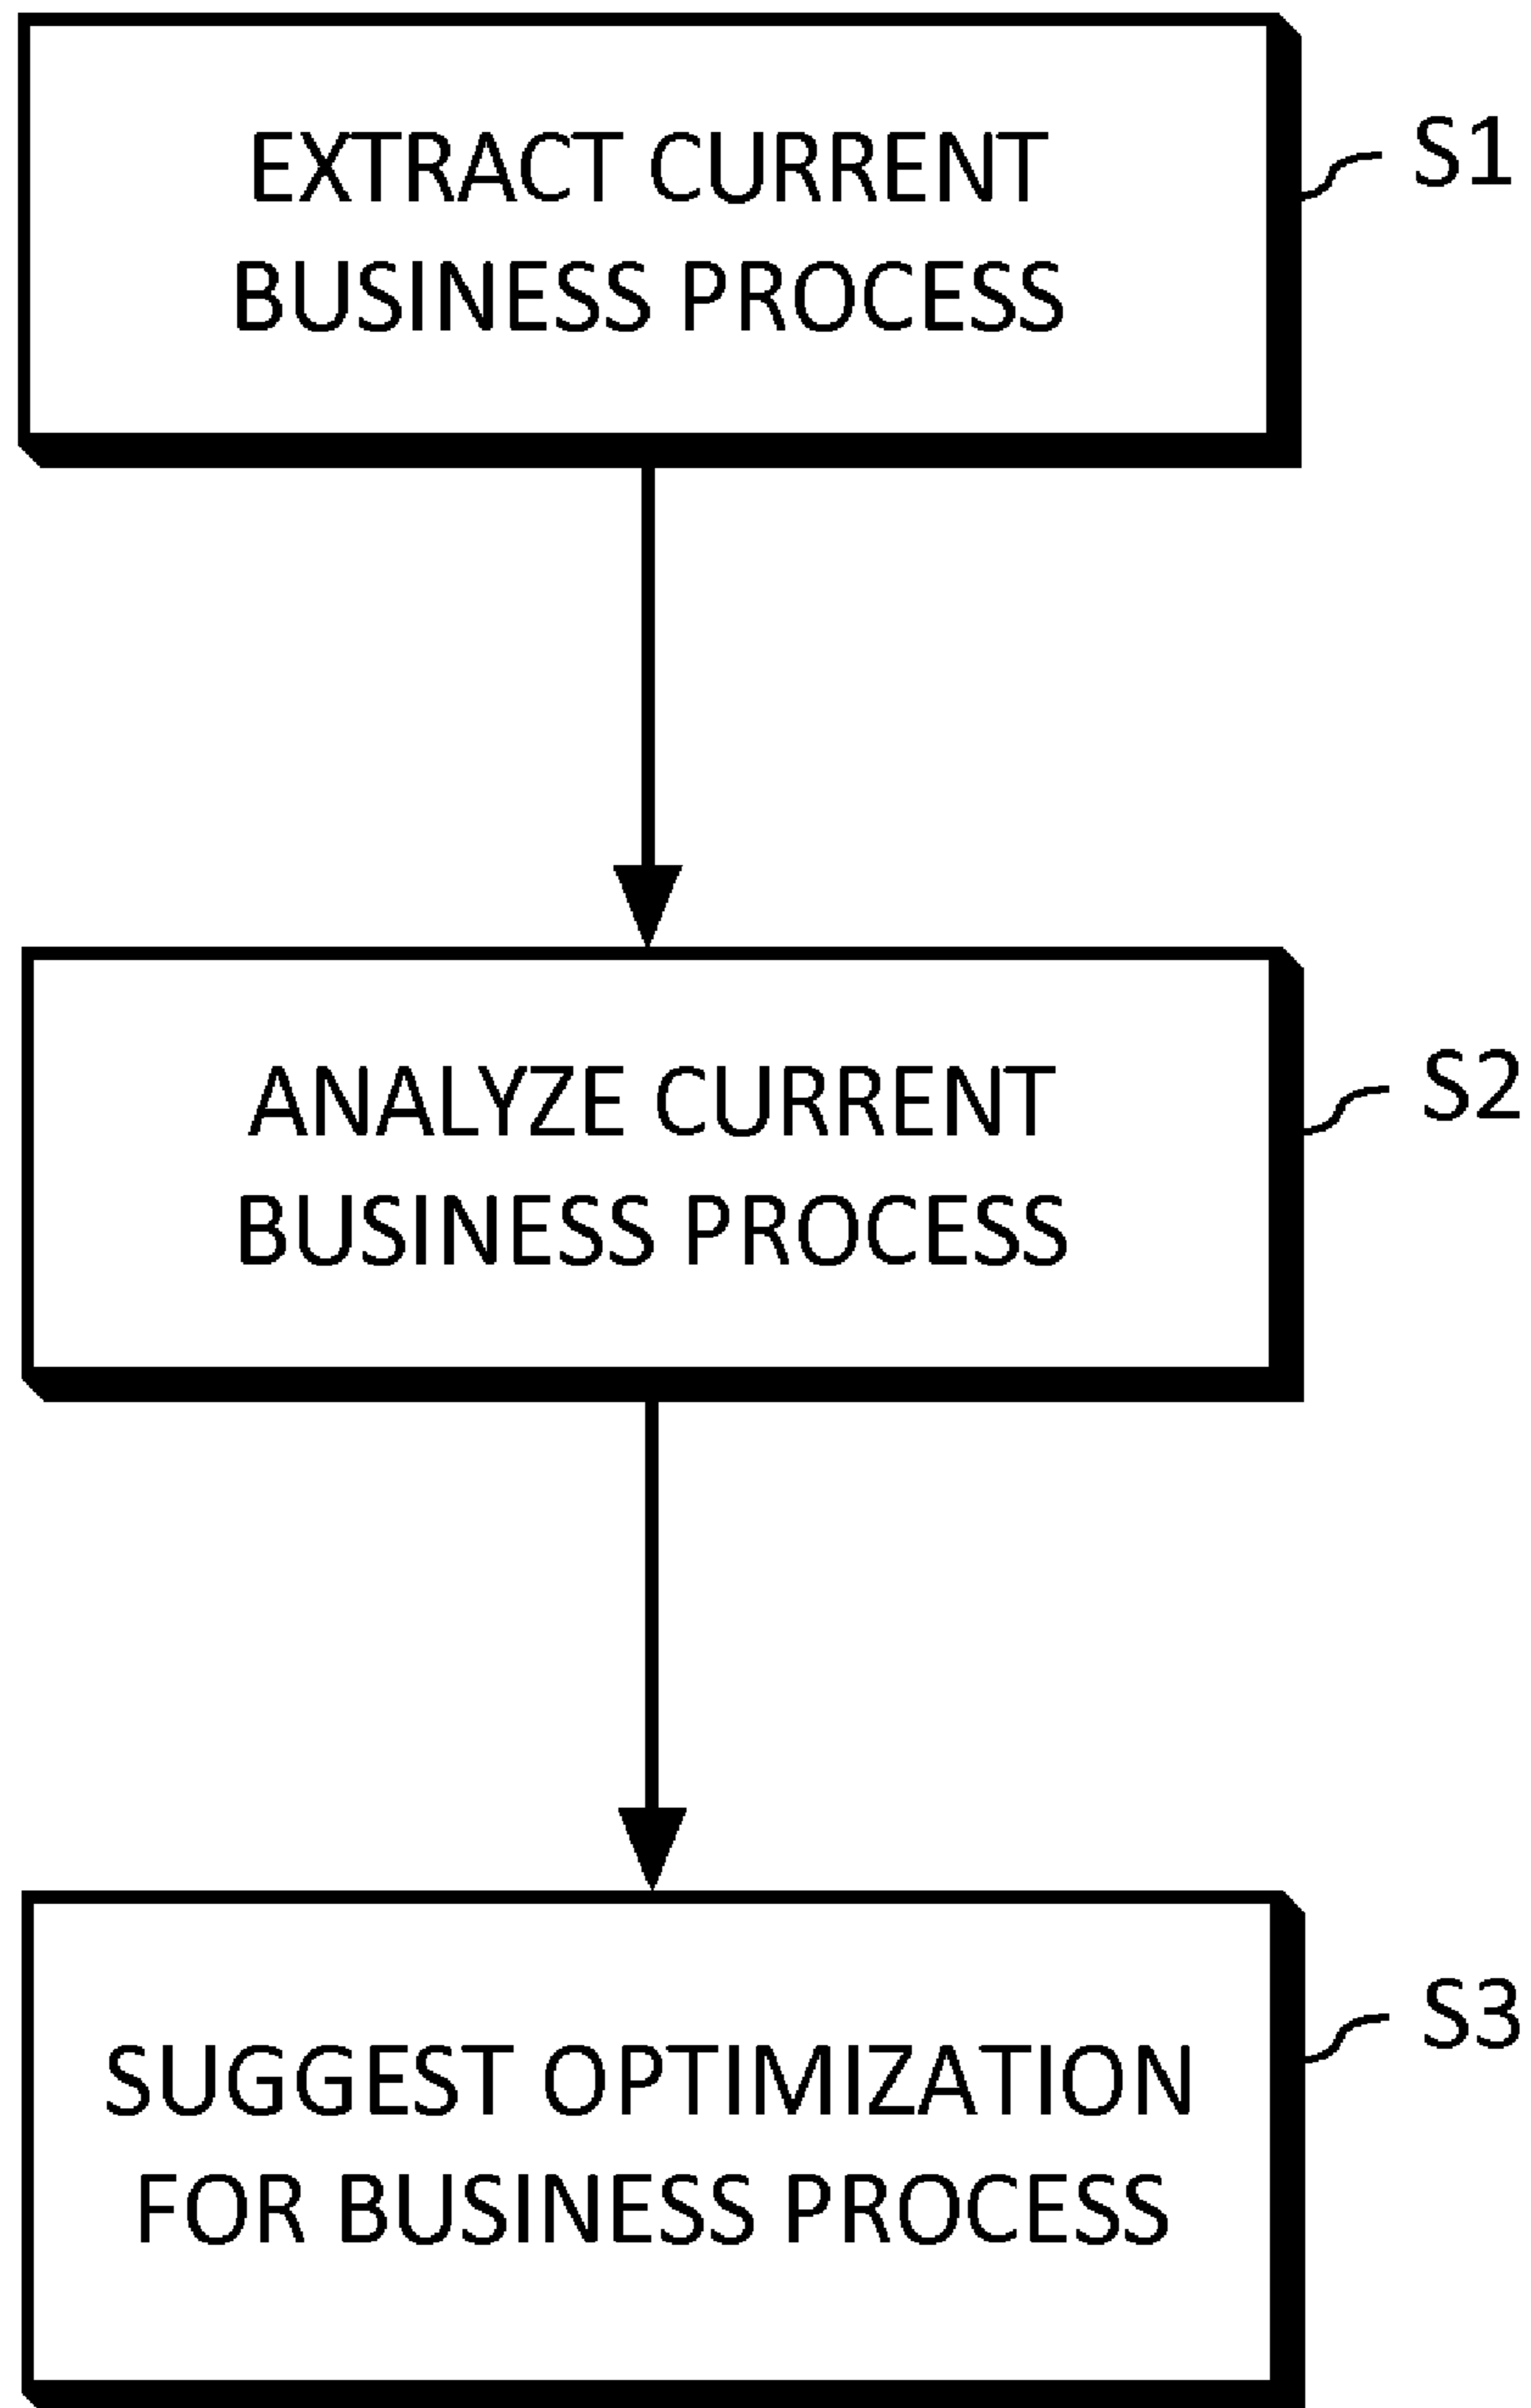 EXTRACT CURRENT
BUSINESS PROCESS
S1
ANALYZE CURRENT
BUSINESS PROCESS
S2
SUGGEST OPTIMIZATION
FOR BUSINESS PROCESS
S3